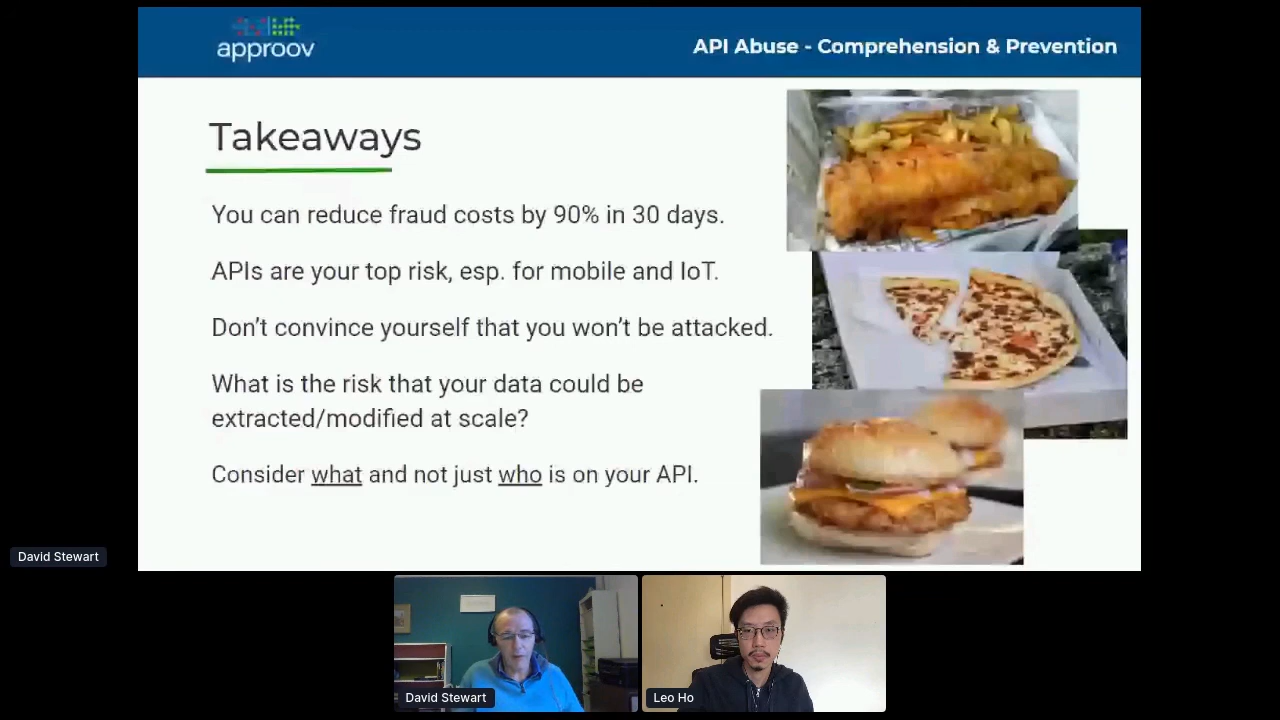 approov
API Abuse - Comprehension & Prevention
Takeaways
You can reduce fraud costs by 90% in 30 days.
APIs are your top risk, esp. for mobile and IoT.
Don’t convince yourself that you won’t be attacked.
What is the risk that your data could be
extracted/modified at scale?
Consider what and not just who is on your API.
David Stewart
David Stewart
Leo Ho